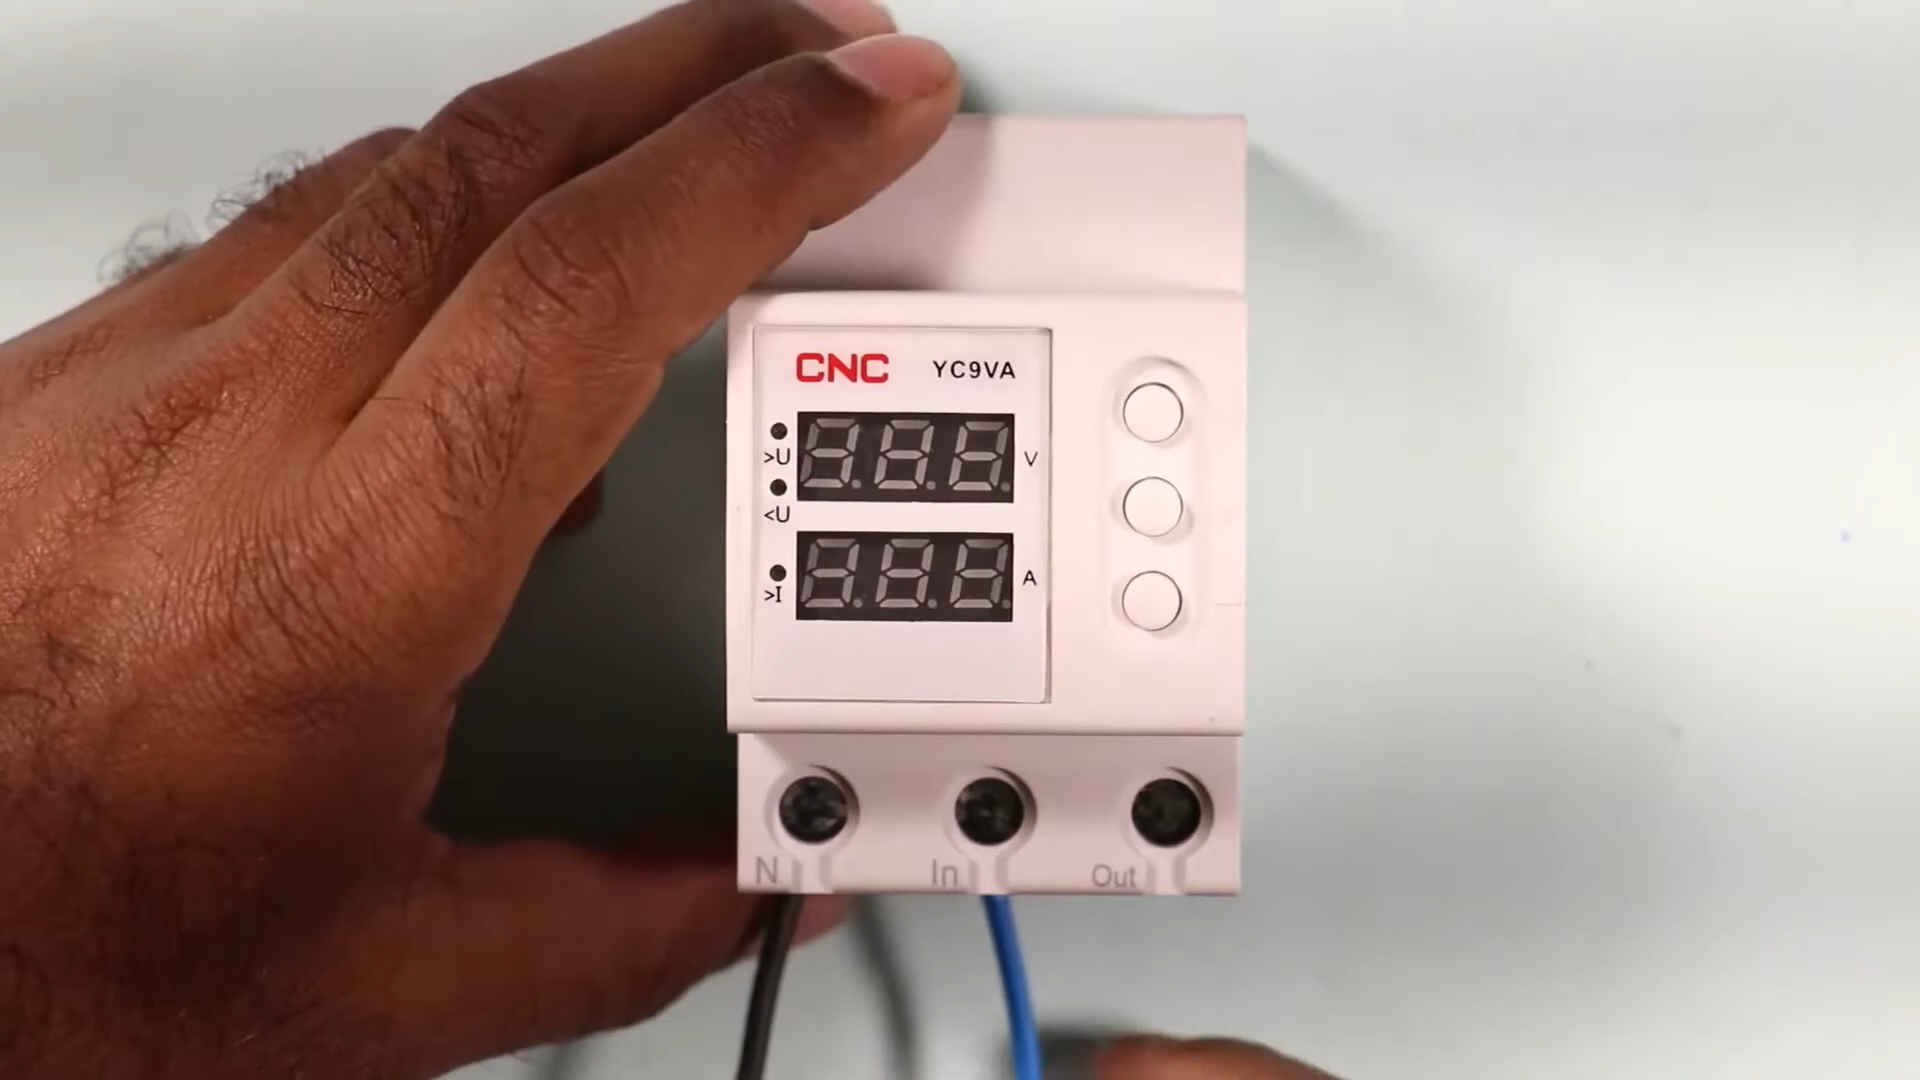 CNC YC9VA
>U
V
<U
>I
A
N In Out